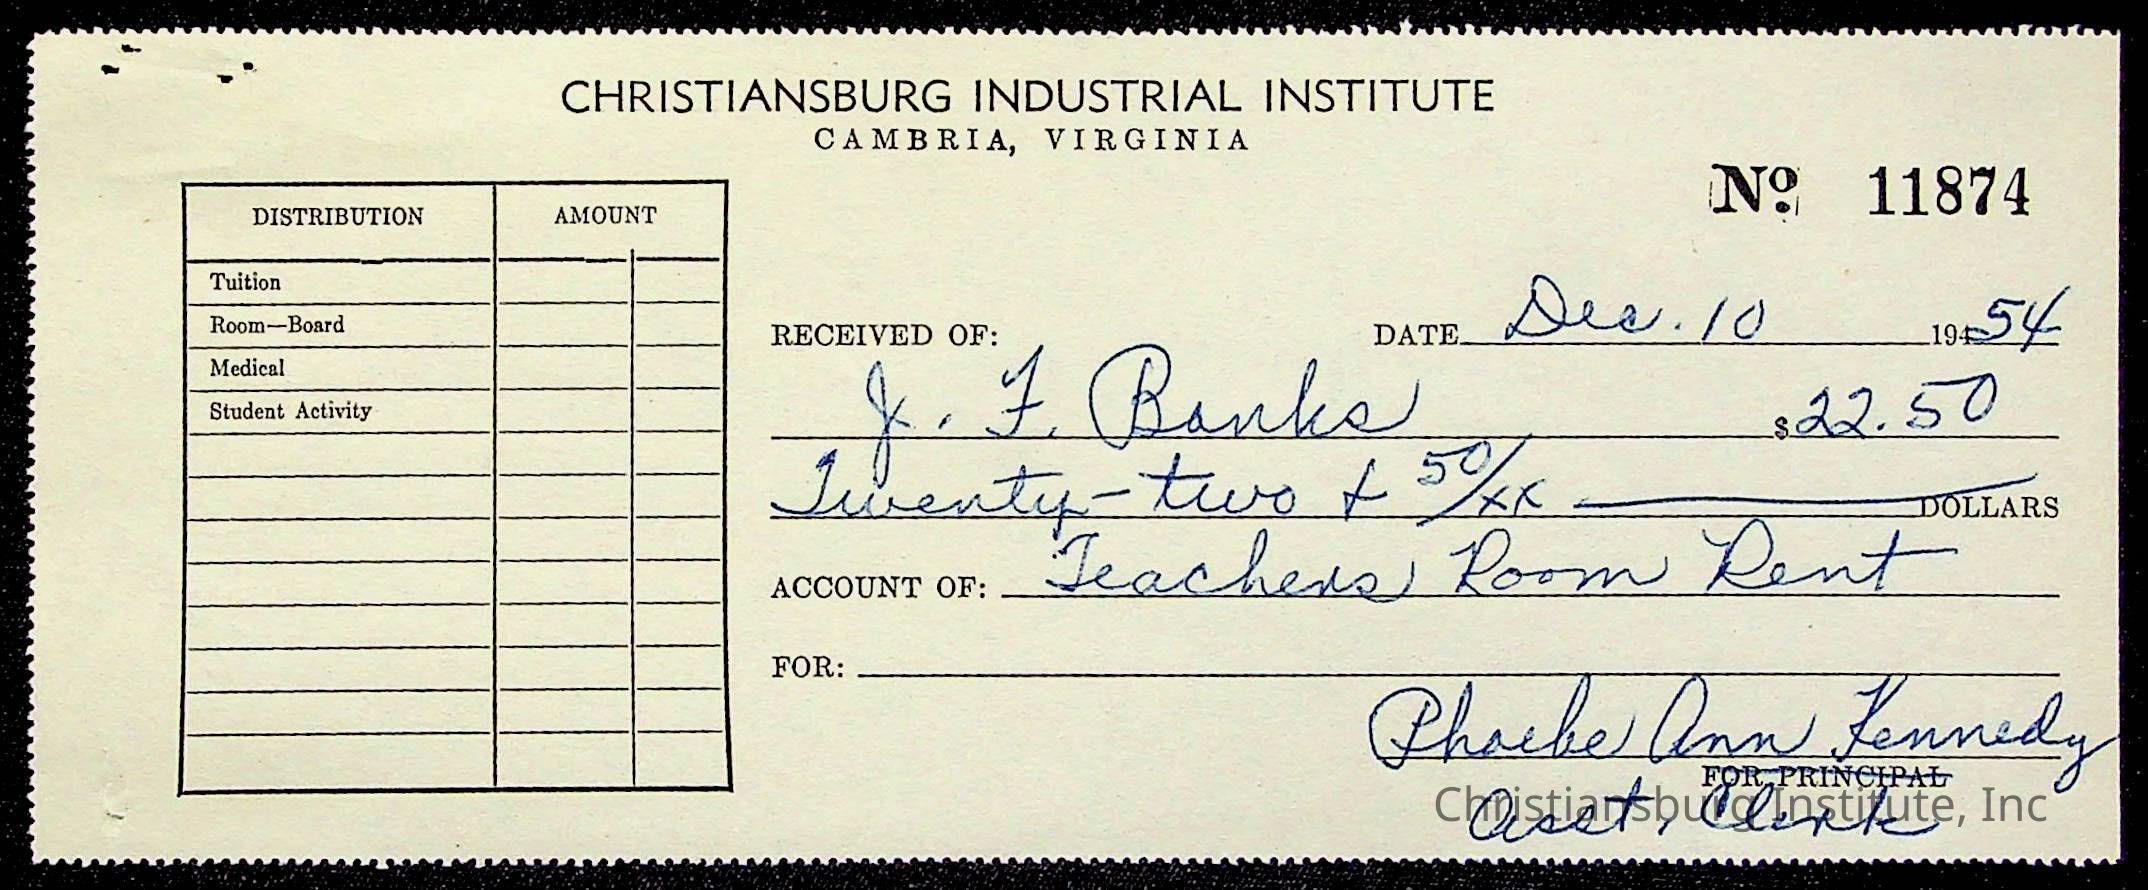 CHRISTIANSBURG INDUSTRIAL INSTITUTE
CAMBRIA, VIRGINIA
No. 11874
DISTRIBUTION AMOUNT
Tuition
Room—Board
Medical
Student Activity
RECEIVED OF: DATE Dec. 10 19454
J. F. Banks $22.50
Twenty-two & 50/xx DOLLARS
ACCOUNT OF: Teachers Room Rent
FOR:
Phoebe Ann Kennedy
FOR PRINCIPAL
Asst. Clerk
Christiansburg Institute, Inc